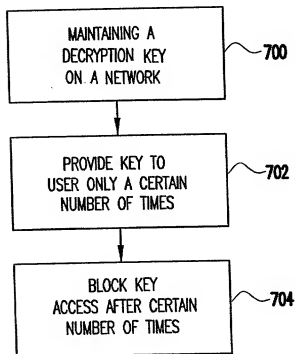 MAINTAINING A
DECRYPTION KEY
ON A NETWORK
700
PROVIDE KEY TO
USER ONLY A CERTAIN
NUMBER OF TIMES
702
BLOCK KEY
ACCESS AFTER CERTAIN
NUMBER OF TIMES
704